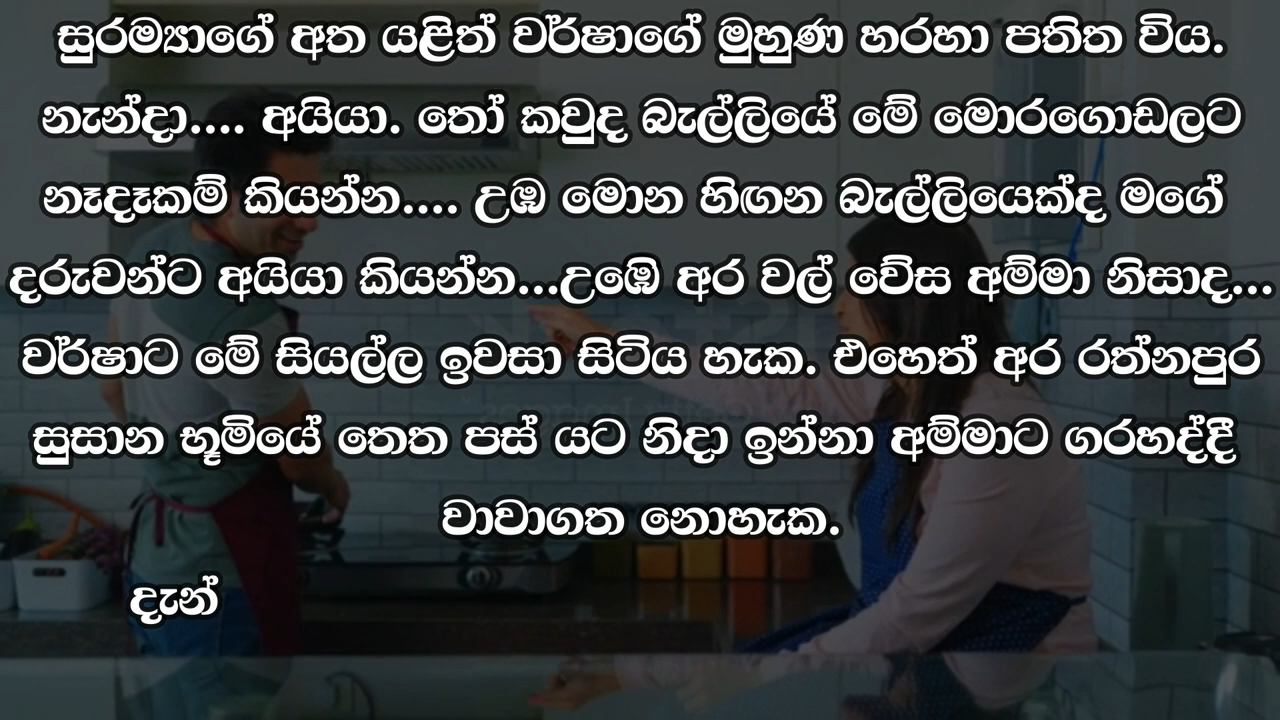 සුරම්‍යාගේ අත යළිත් වර්ෂාගේ මුහුණ හරහා පතිත විය.
නැන්දා.... අයියා. තෝ කවුද බැල්ලියේ මේ මොරගොඩලට
නෑදෑකම් කියන්න.... උඹ මොන හිඟන බැල්ලියෙක්ද මගේ
දරුවන්ට අයියා කියන්න...උඹේ අර වල් වේස අම්මා නිසාද...
වර්ෂාට මේ සියල්ල ඉවසා සිටිය හැක. එහෙත් අර රත්නපුර
සුසාන භූමියේ තෙත පස් යට නිදා ඉන්නා අම්මාට ගරහද්දී
වාවාගත නොහැක.
දැන්